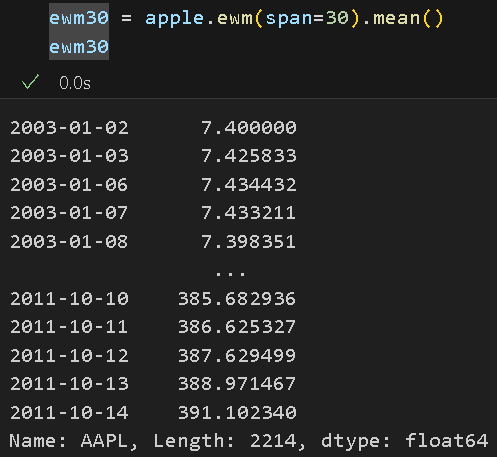 ewm30 = apple.ewm(span=30).mean()
ewm30
0.0s
2003-01-02 7.400000
2003-01-03 7.425833
2003-01-06 7.434432
2003-01-07 7.433211
2003-01-08 7.398351
...
2011-10-10 385.682936
2011-10-11 386.625327
2011-10-12 387.629499
2011-10-13 388.971467
2011-10-14 391.102340
Name: AAPL, Length: 2214, dtype: float64